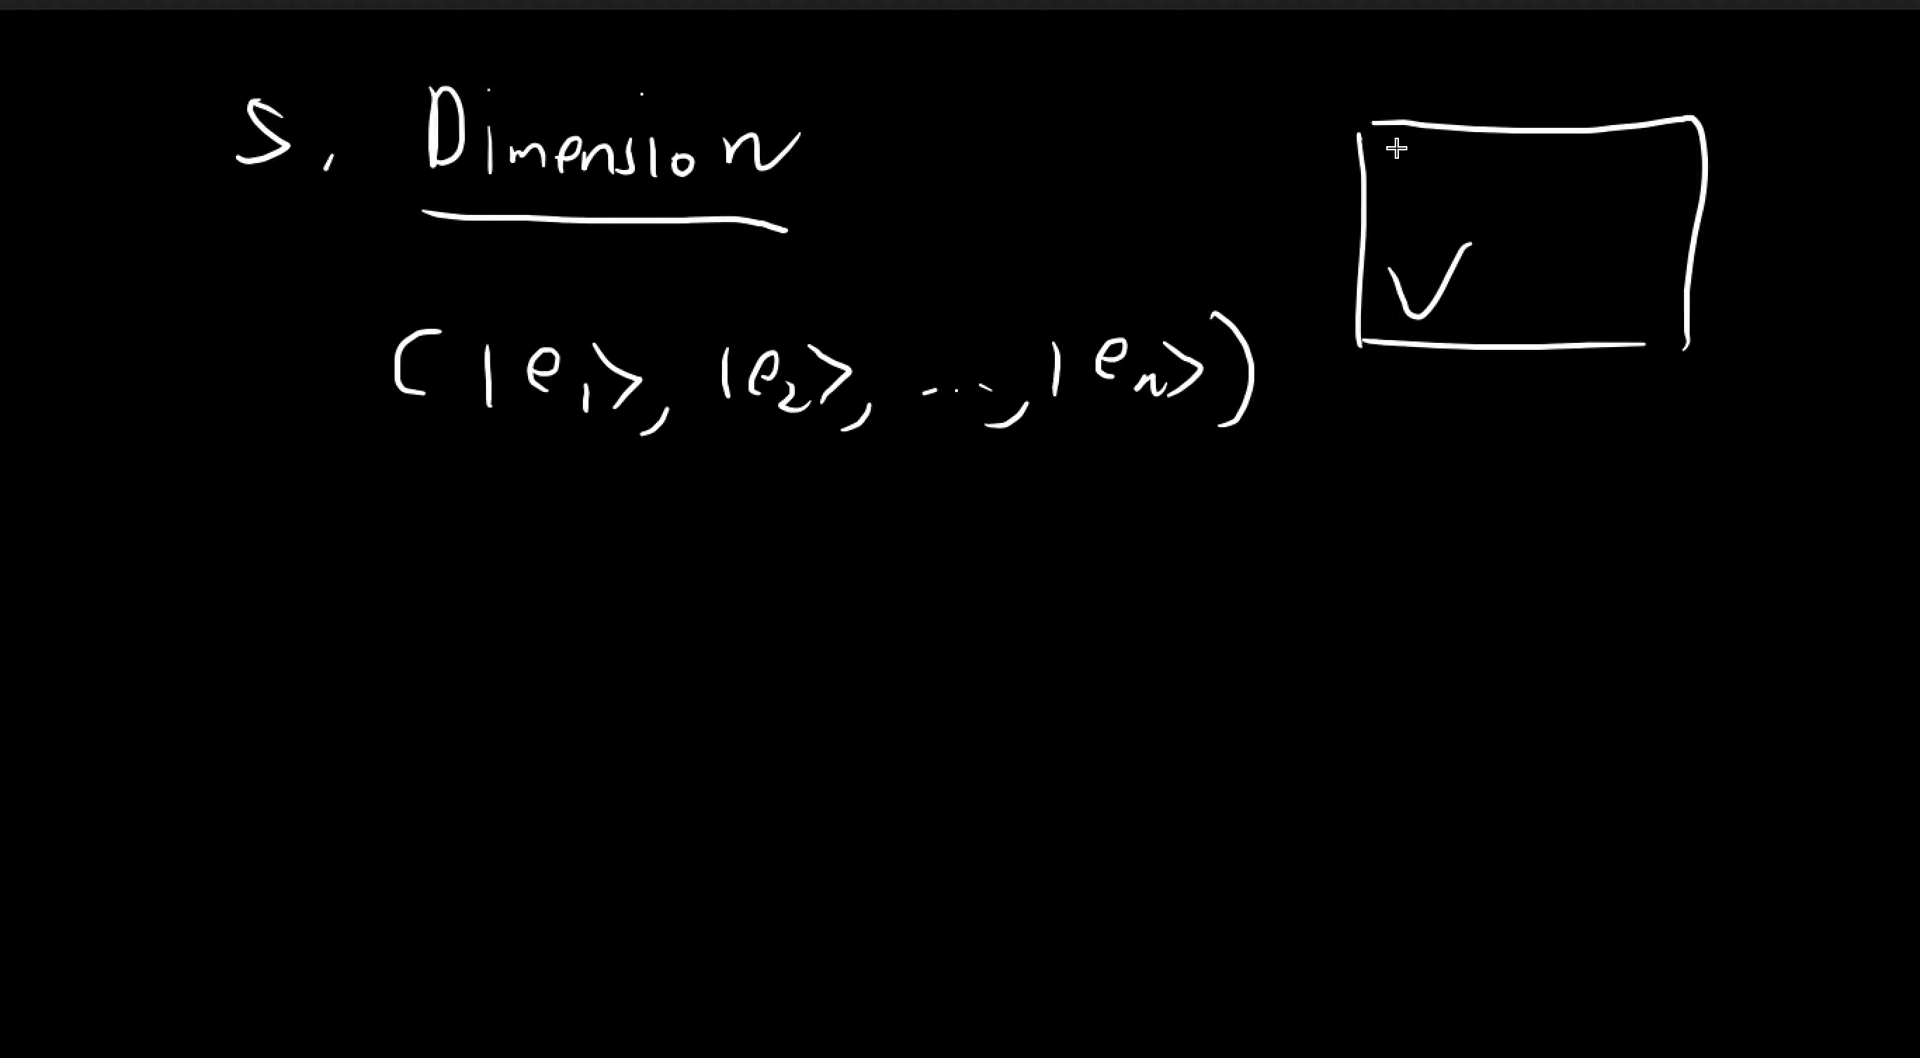 5. Dimension
V
(|e₁>, |e₂>, ..., |eₙ>)